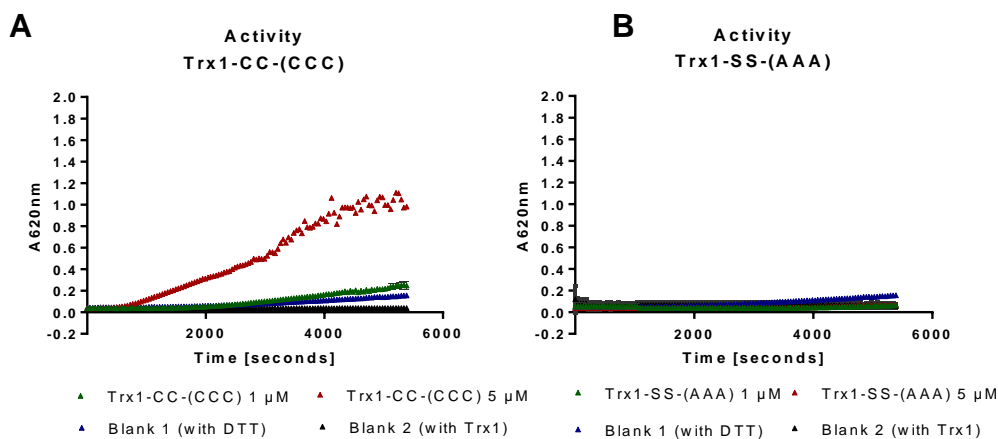 A
Activity
Trx1-CC-(CCC)
2.0
1.8
1.6
1.4
1.2
1.0
0.8
0.6
0.4
0.2
0.0
-0.2
A620nm
2000 4000 6000
Time [seconds]
Trx1-CC-(CCC) 1 µM Trx1-CC-(CCC) 5 µM
Blank 1 (with DTT) Blank 2 (with Trx1)
B
Activity
Trx1-SS-(AAA)
2.0
1.8
1.6
1.4
1.2
1.0
0.8
0.6
0.4
0.2
0.0
-0.2
A620nm
2000 4000 6000
Time [seconds]
Trx1-SS-(AAA) 1 µM Trx1-SS-(AAA) 5 µM
Blank 1 (with DTT) Blank 2 (with Trx1)